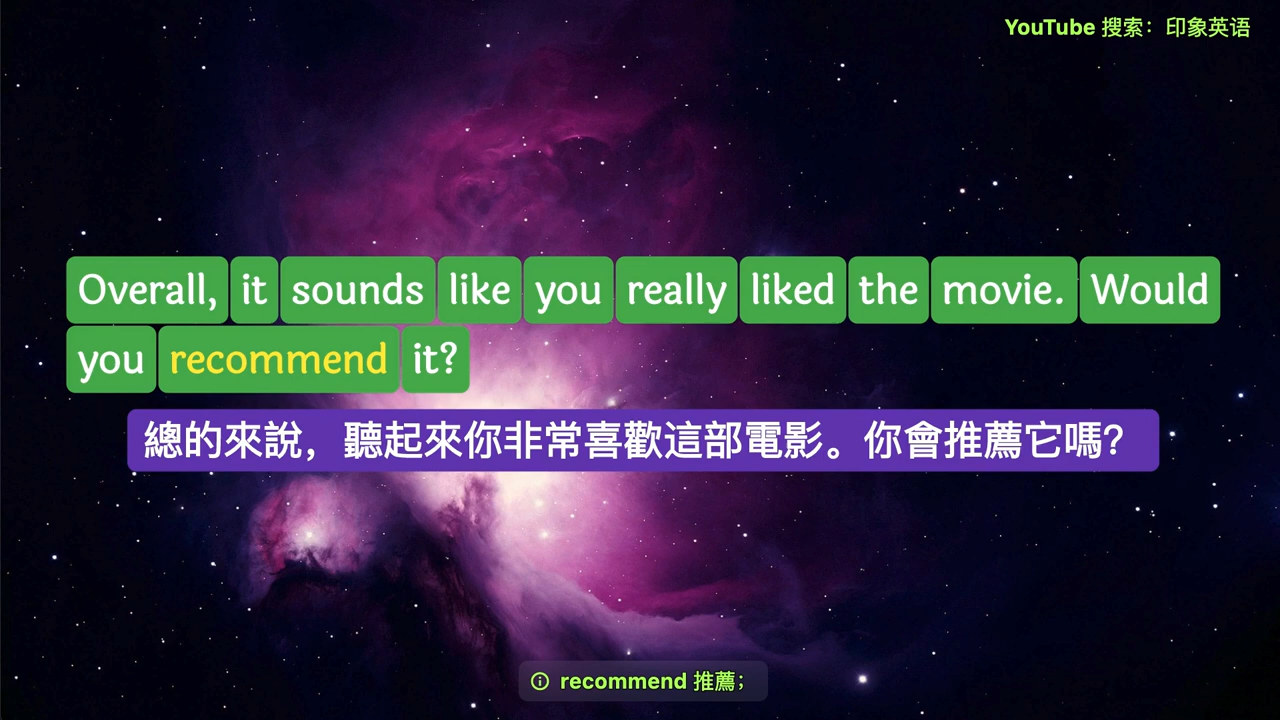 YouTube 搜索：印象英语
Overall, it sounds like you really liked the movie. Would
you recommend it?
總的來說，聽起來你非常喜歡這部電影。你會推薦它嗎？
recommend 推薦；